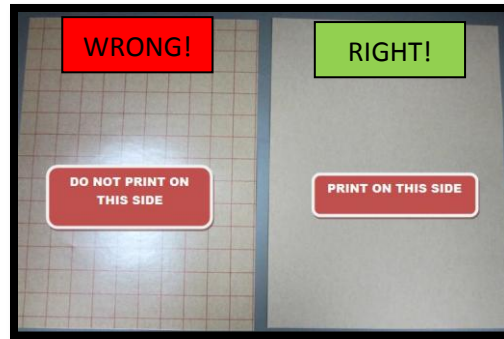 WRONG!
RIGHT!
DO NOT PRINT ON
THIS SIDE
PRINT ON THIS SIDE